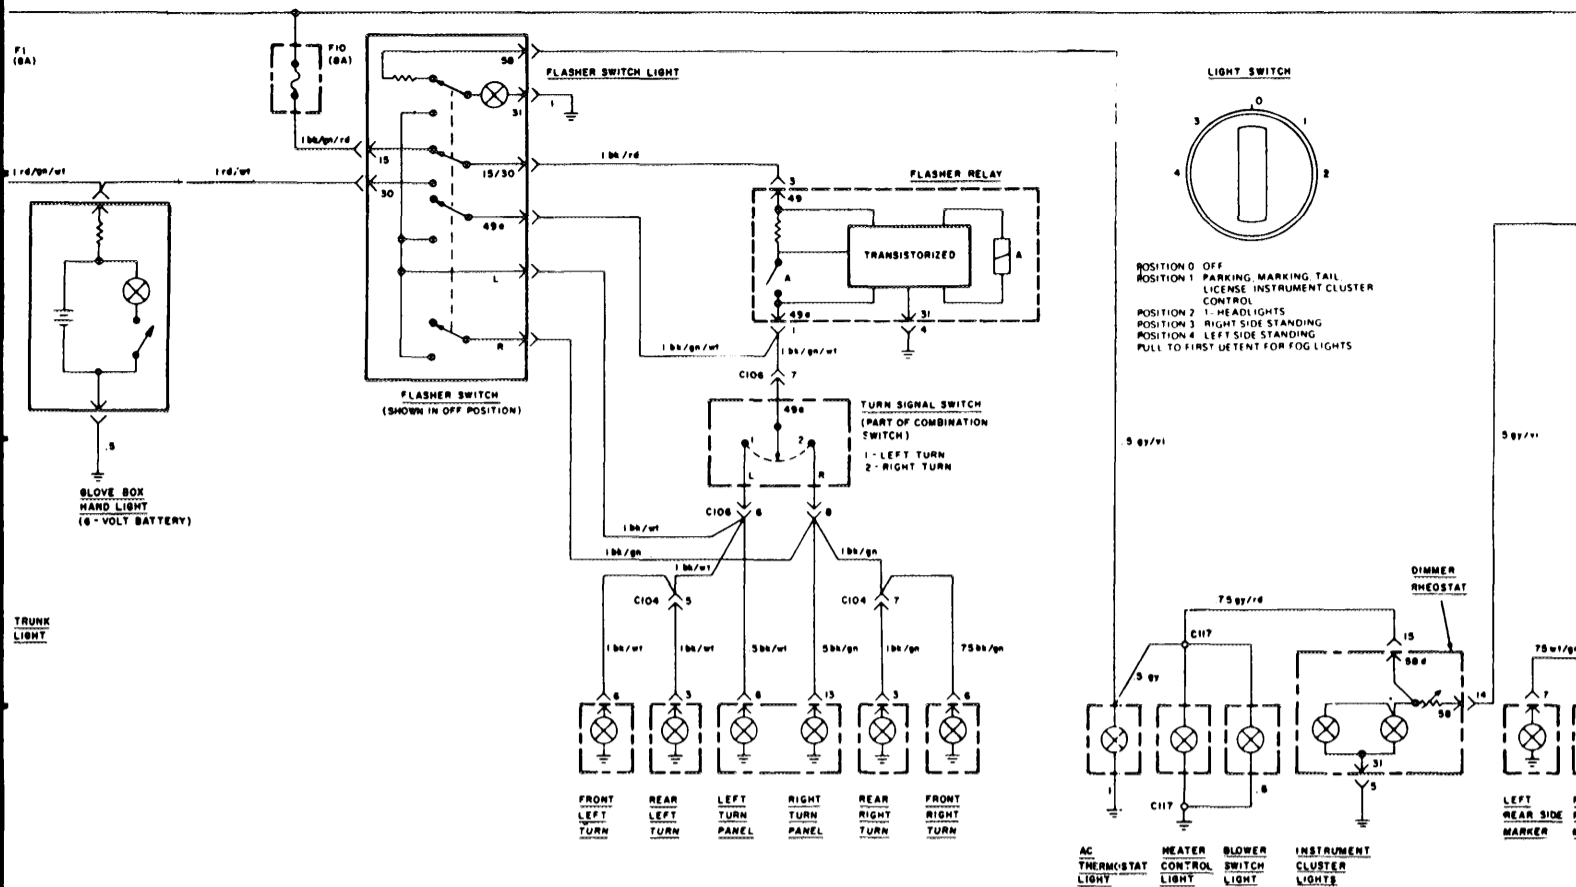 F1
(8A)
F10
(8A)
58
FLASHER SWITCH LIGHT
LIGHT SWITCH
0
3
1
4
2
31
1
1 bk/gn/rd
15
1 bk/rd
15/30
1 rd/gn/wt
1 rd/wt
30
3
FLASHER RELAY
49
49a
TRANSISTORIZED
A
A
L
49a
31
1
4
POSITION 0 OFF
POSITION 1 PARKING, MARKING, TAIL,
LICENSE INSTRUMENT CLUSTER
CONTROL
POSITION 2 1-HEADLIGHTS
POSITION 3 RIGHT SIDE STANDING
POSITION 4 LEFT SIDE STANDING
PULL TO FIRST DETENT FOR FOG LIGHTS
R
1 bk/gn/wt
1 bk/gn/wt
C106
7
FLASHER SWITCH
(SHOWN IN OFF POSITION)
49a
TURN SIGNAL SWITCH
(PART OF COMBINATION
SWITCH)
1 - LEFT TURN
2 - RIGHT TURN
1
2
L
R
.5
.5 gy/vi
.5 gy/vi
GLOVE BOX
HAND LIGHT
(6 - VOLT BATTERY)
C106
6
8
1 bk/wt
1 bk/gn
1 bk/gn
1 bk/wt
C104
5
C104
7
TRUNK
LIGHT
DIMMER
RHEOSTAT
.75 gy/rd
C117
15
58d
1 bk/wt
1 bk/wt
.5 bk/wt
.5 bk/gn
1 bk/gn
.75 bk/gn
.5 gy
14
58
6
3
6
13
3
6
7
31
5
1
C117
.6
FRONT
LEFT
TURN
REAR
LEFT
TURN
LEFT
TURN
PANEL
RIGHT
TURN
PANEL
REAR
RIGHT
TURN
FRONT
RIGHT
TURN
AC
THERMOSTAT
LIGHT
HEATER
CONTROL
LIGHT
BLOWER
SWITCH
LIGHT
INSTRUMENT
CLUSTER
LIGHTS
LEFT
REAR SIDE
MARKER